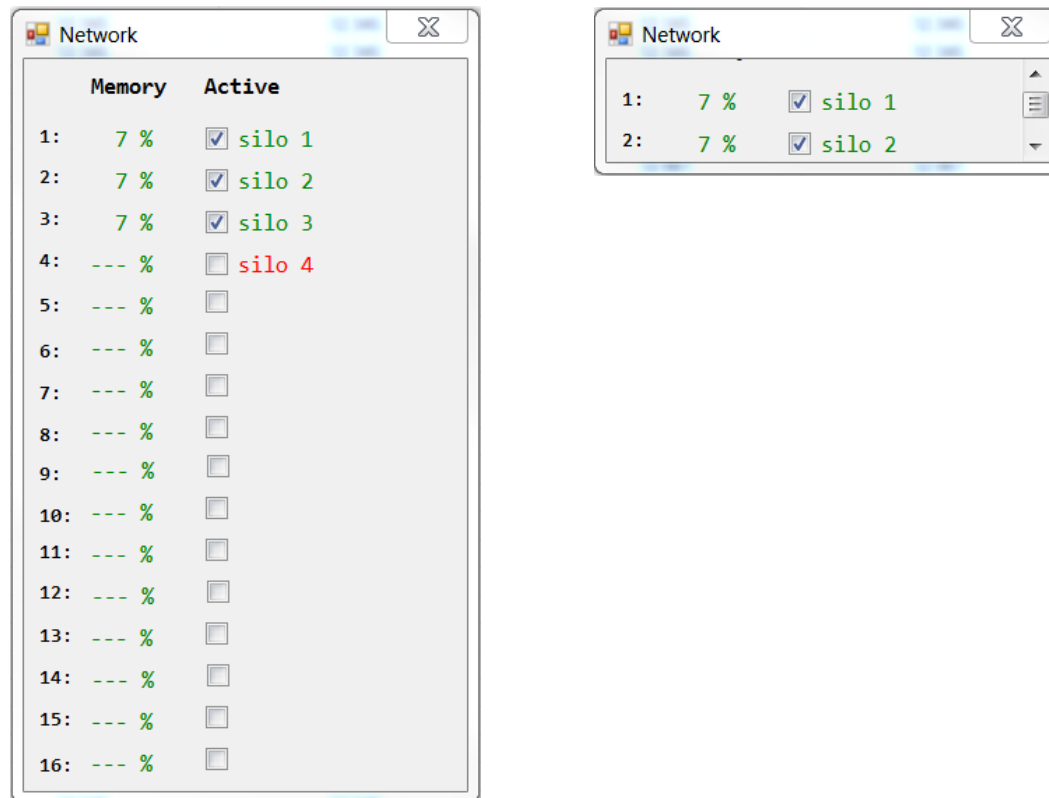 Network
Memory Active
1: 7 % silo 1
2: 7 % silo 2
3: 7 % silo 3
4: --- % silo 4
5: --- %
6: --- %
7: --- %
8: --- %
9: --- %
10: --- %
11: --- %
12: --- %
13: --- %
14: --- %
15: --- %
16: --- %
Network
1: 7 % silo 1
2: 7 % silo 2